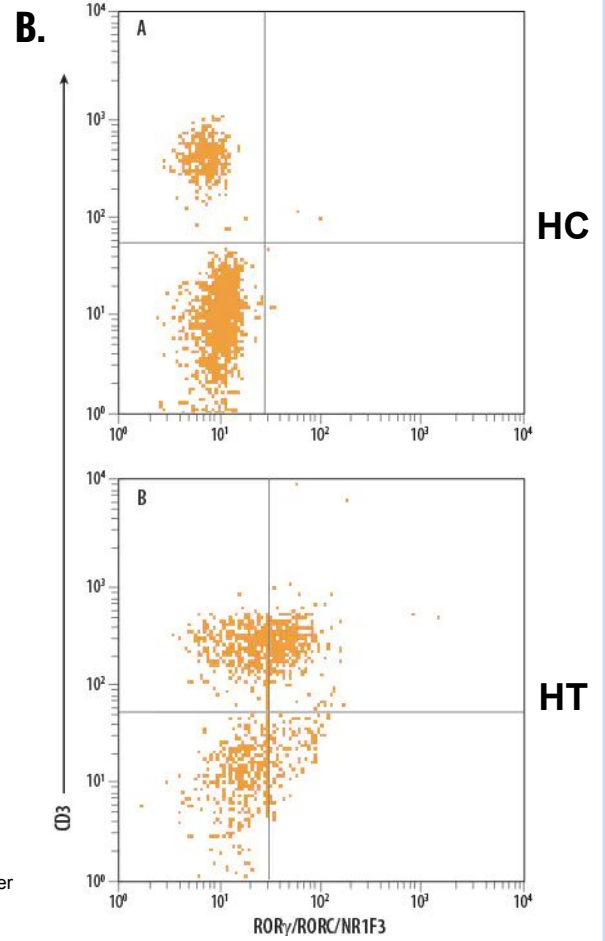 B.
A
10⁴
10³
10²
10¹
10⁰
10⁰ 10¹ 10² 10³ 10⁴
HC
B
10⁴
10³
10²
10¹
10⁰
10⁰ 10¹ 10² 10³ 10⁴
HT
CD3
RORγ/RORC/NR1F3
er